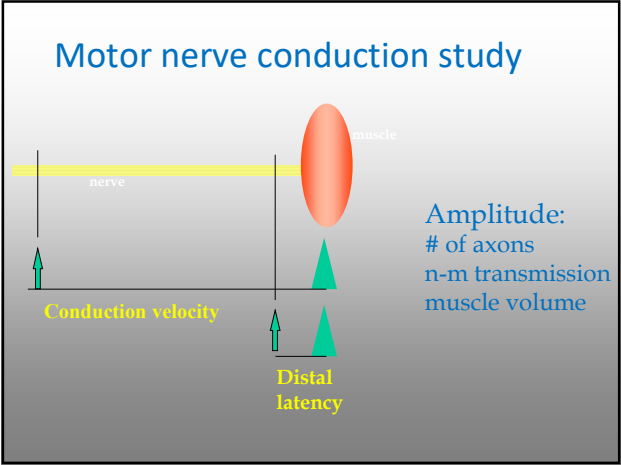 Motor nerve conduction study
muscle
nerve
Amplitude:
# of axons
n-m transmission
muscle volume
Conduction velocity
Distal
latency